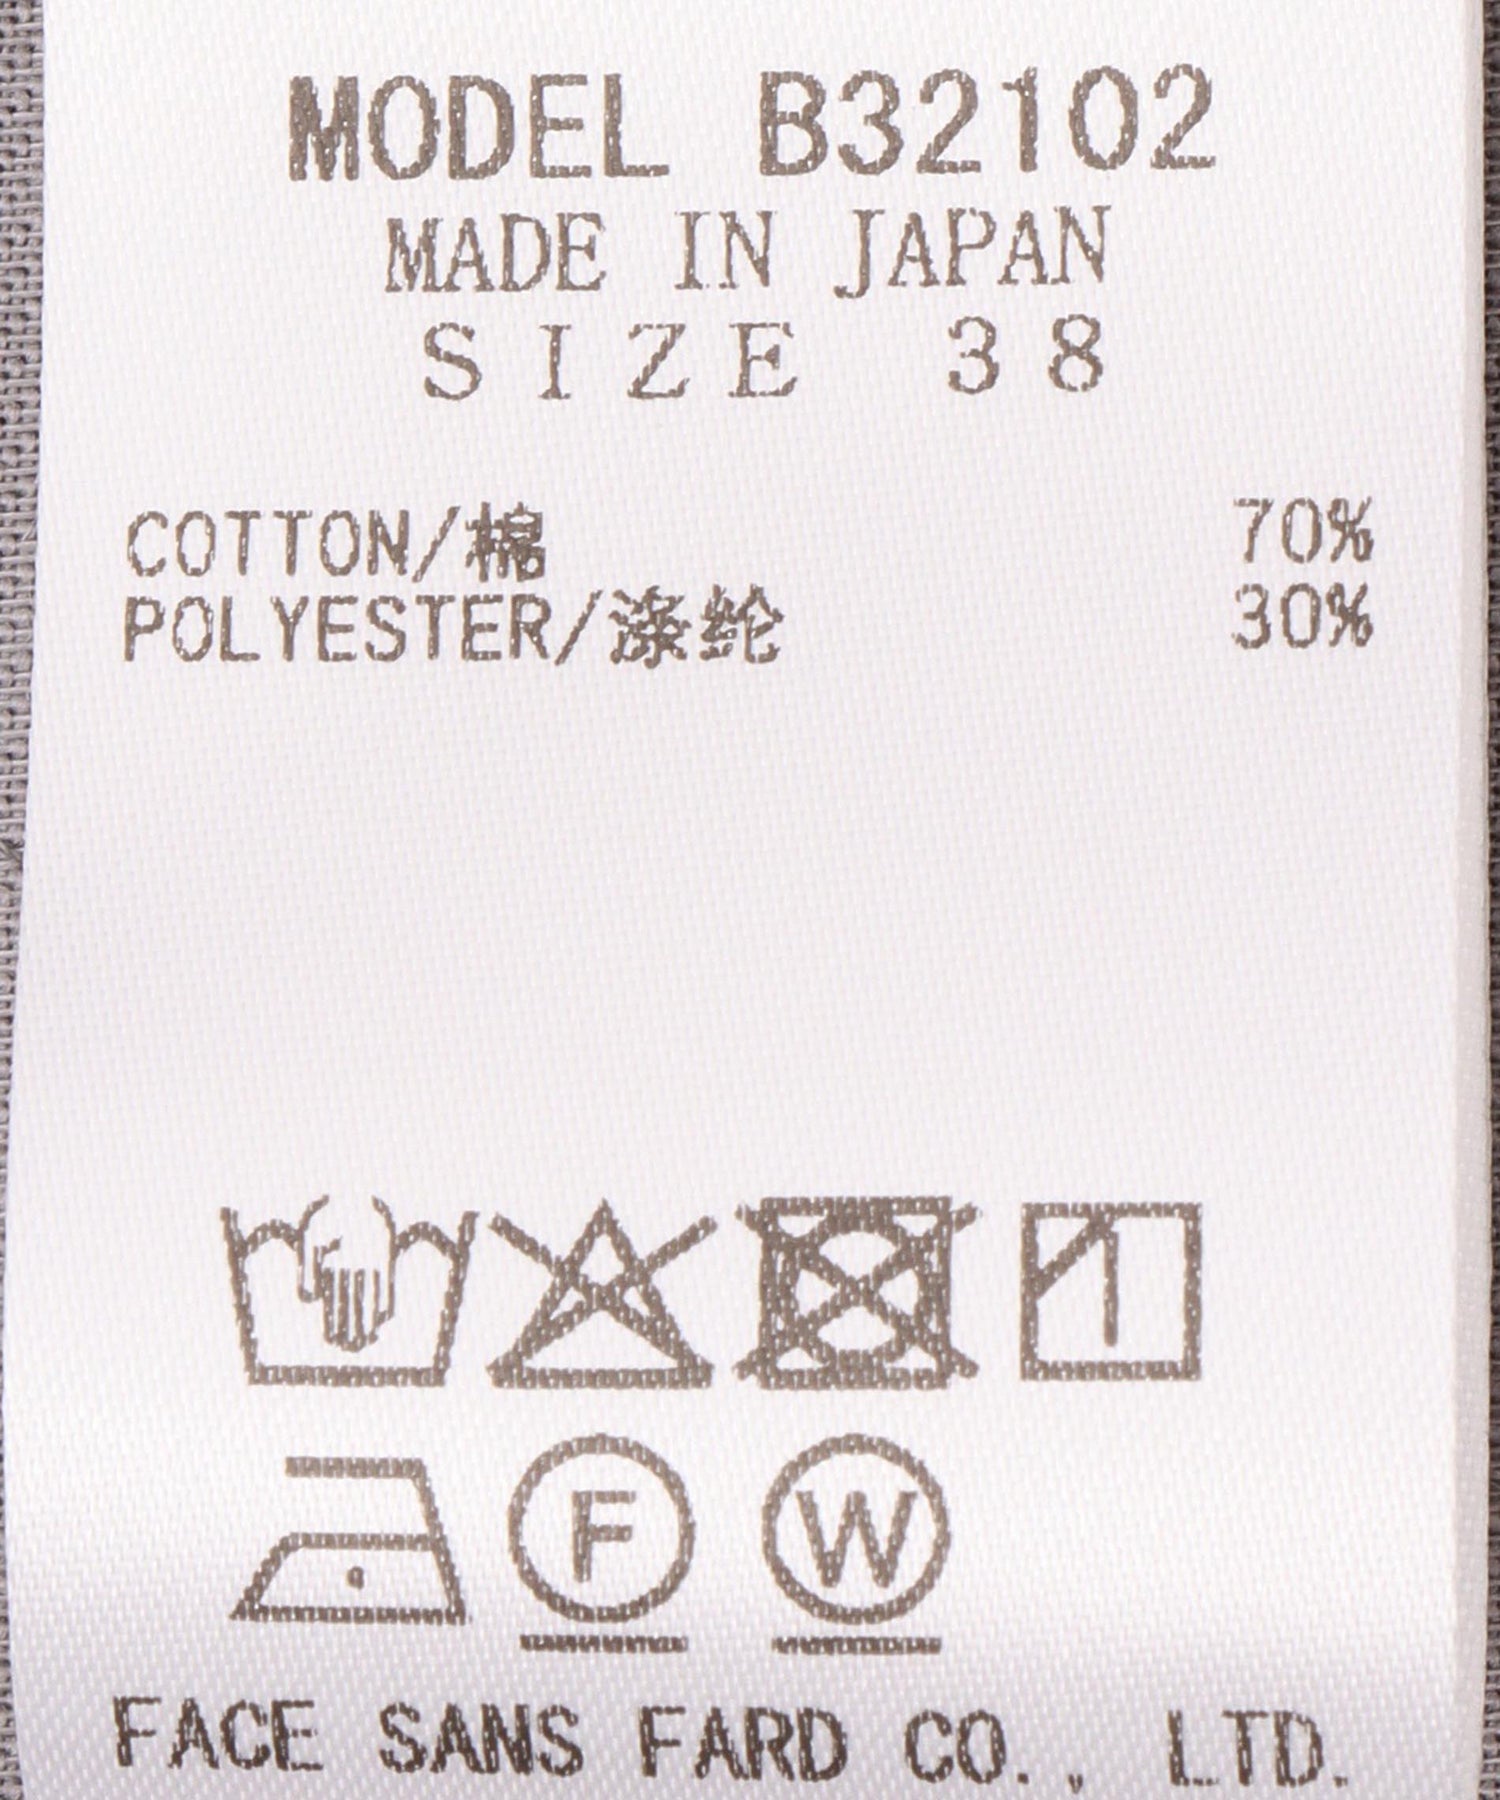 MODEL B32102
MADE IN JAPAN
SIZE 38
COTTON/棉 70%
POLYESTER/涤纶 30%
F
W
FACE SANS FARD CO., LTD.